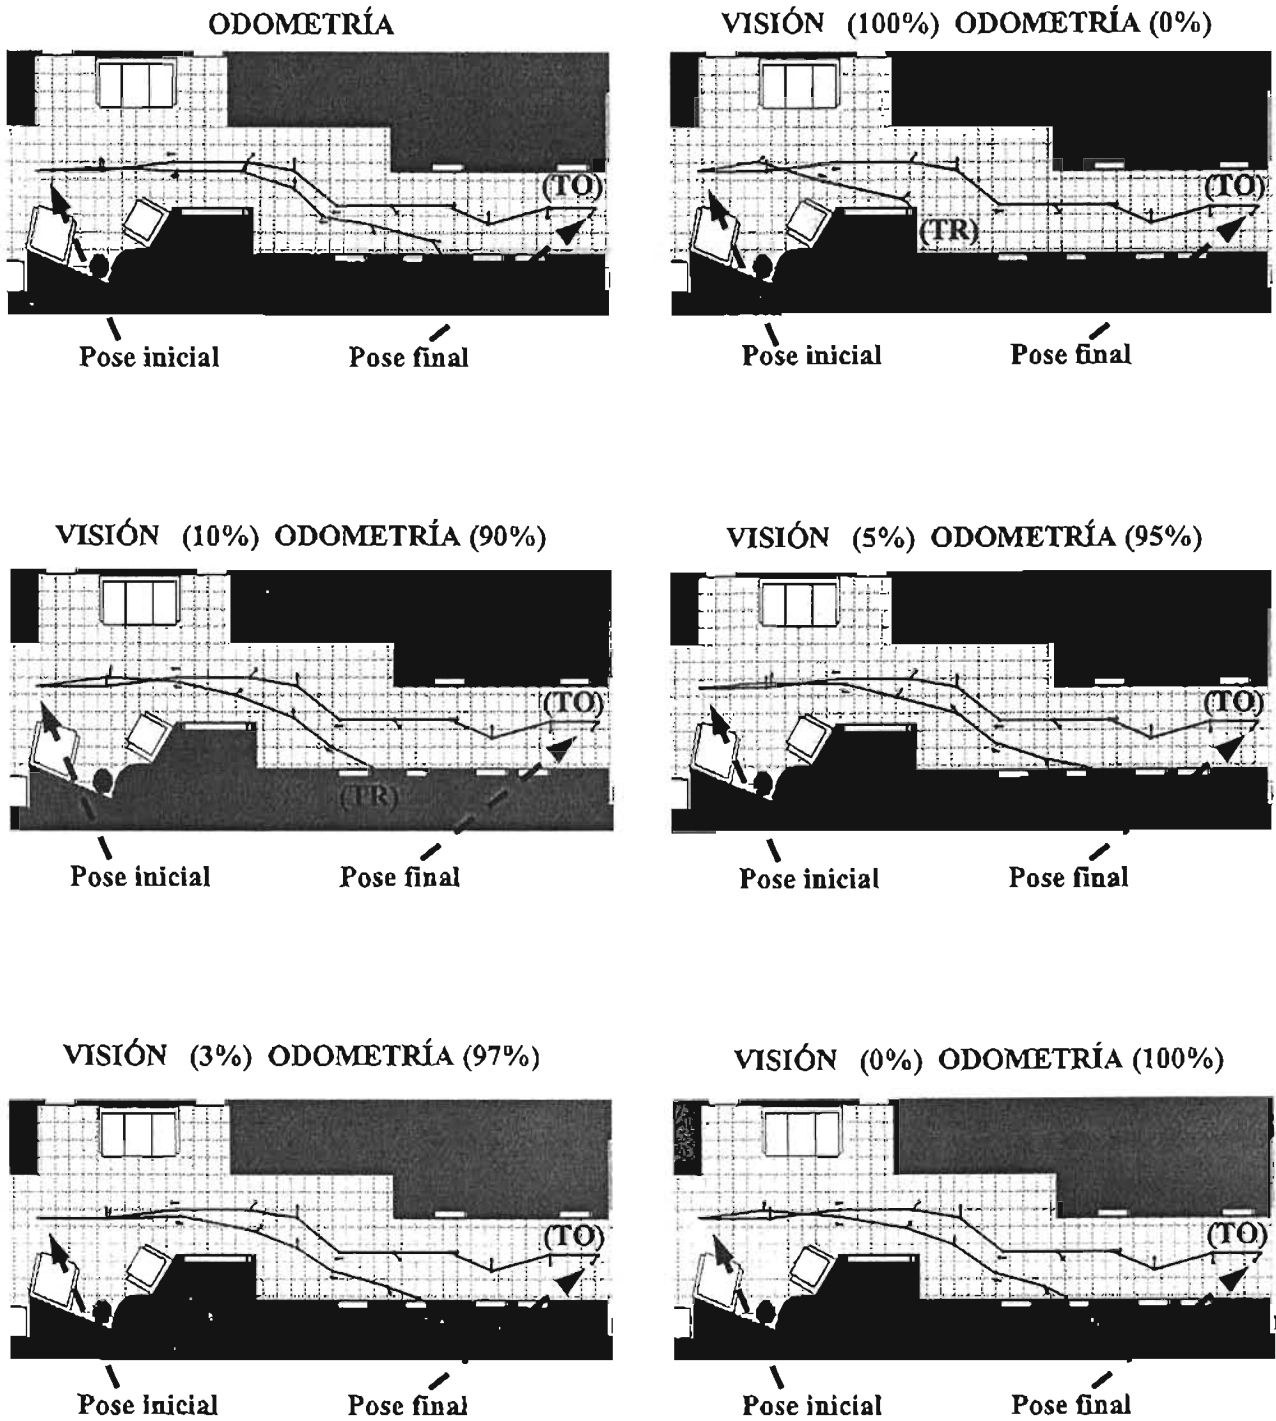 ODOMETRÍA
VISIÓN (100%) ODOMETRÍA (0%)
(TO)
(TO)
(TR)
Pose inicial
Pose final
Pose inicial
Pose final
VISIÓN (10%) ODOMETRÍA (90%)
VISIÓN (5%) ODOMETRÍA (95%)
(TO)
(TO)
(TR)
Pose inicial
Pose final
Pose inicial
Pose final
VISIÓN (3%) ODOMETRÍA (97%)
VISIÓN (0%) ODOMETRÍA (100%)
(TO)
(TO)
Pose inicial
Pose final
Pose inicial
Pose final